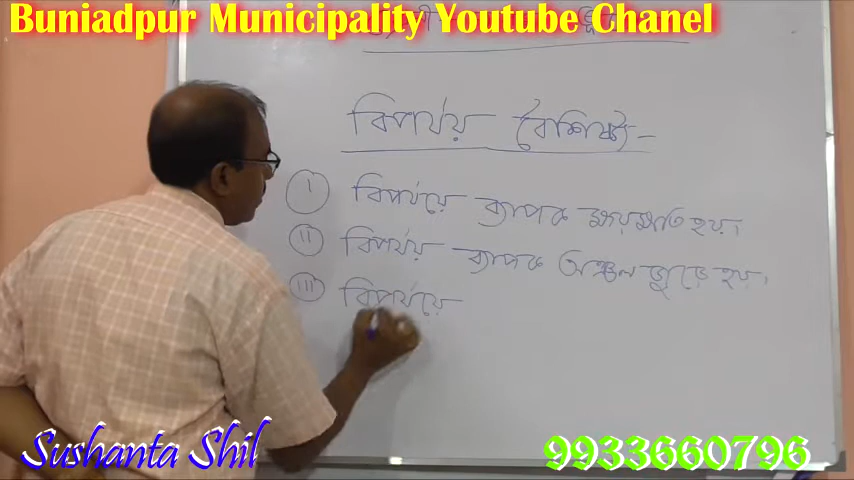 Buniadpur Municipality Youtube Chanel
বিপর্যয় বৈশিষ্ট্য -
I বিপর্যয়ে ব্যাপক ক্ষয়ক্ষতি হয়।
II বিপর্যয় ব্যাপক অঞ্চল জুড়ে হয়।
III বিপর্যয়ে
Sushanta Shil
9933660796